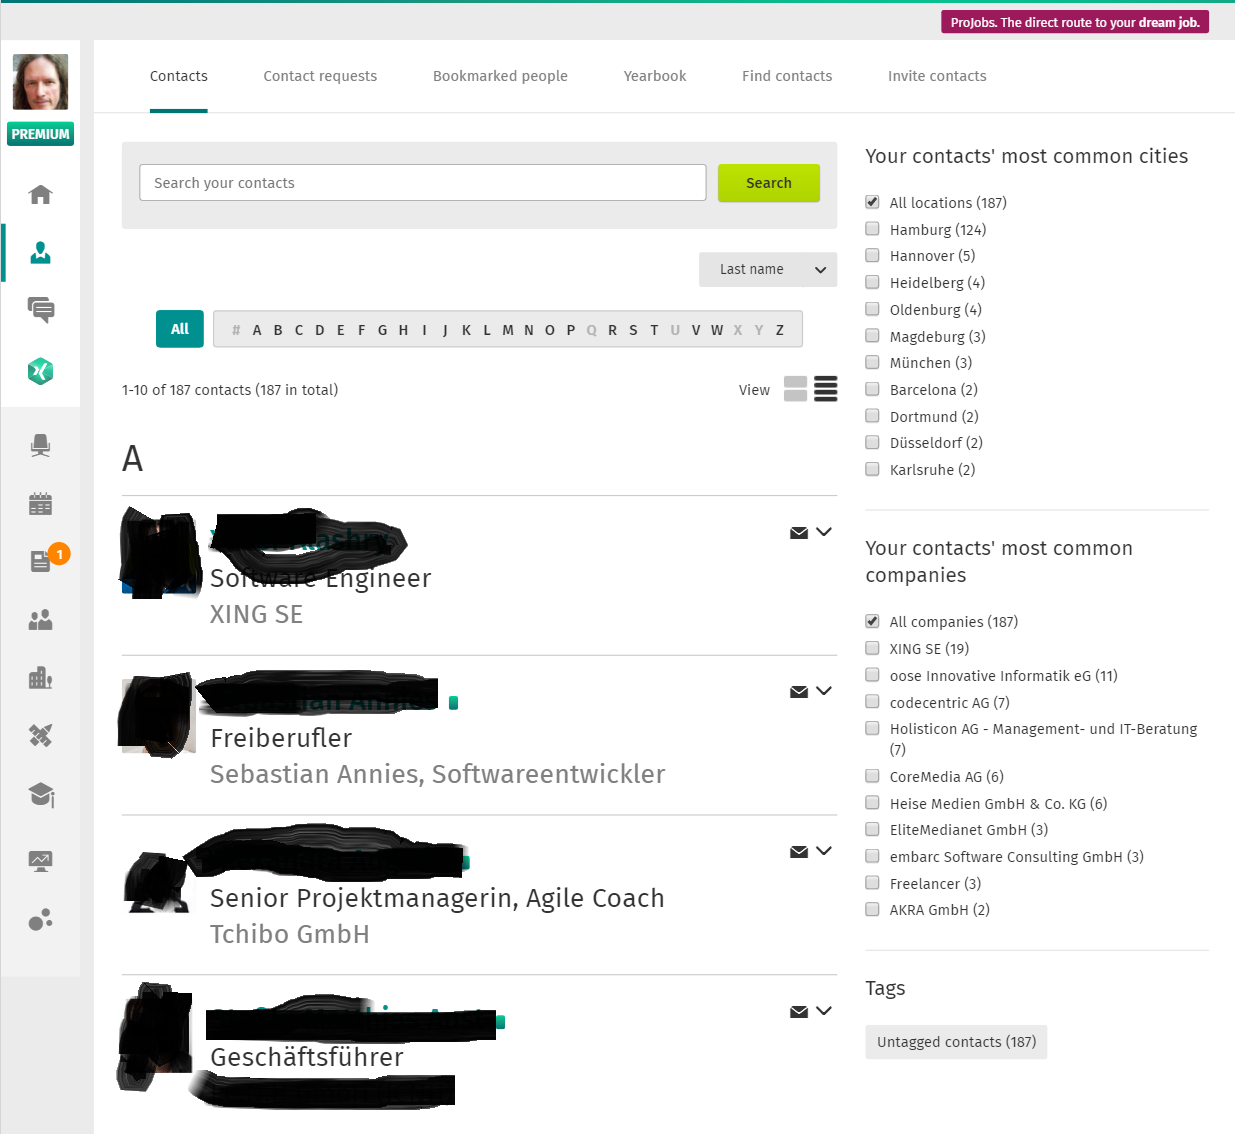 ProJobs. The direct route to your dream job.
PREMIUM
Contacts Contact requests Bookmarked people Yearbook Find contacts Invite contacts
Search your contacts Search
Last name
All # A B C D E F G H I J K L M N O P Q R S T U V W X Y Z
1-10 of 187 contacts (187 in total) View
A
Software Engineer
XING SE
Freiberufler
Sebastian Annies, Softwareentwickler
Senior Projektmanagerin, Agile Coach
Tchibo GmbH
Geschäftsführer
1
Your contacts' most common cities
All locations (187)
Hamburg (124)
Hannover (5)
Heidelberg (4)
Oldenburg (4)
Magdeburg (3)
München (3)
Barcelona (2)
Dortmund (2)
Düsseldorf (2)
Karlsruhe (2)
Your contacts' most common
companies
All companies (187)
XING SE (19)
oose Innovative Informatik eG (11)
codecentric AG (7)
Holisticon AG - Management- und IT-Beratung
(7)
CoreMedia AG (6)
Heise Medien GmbH & Co. KG (6)
EliteMedianet GmbH (3)
embarc Software Consulting GmbH (3)
Freelancer (3)
AKRA GmbH (2)
Tags
Untagged contacts (187)